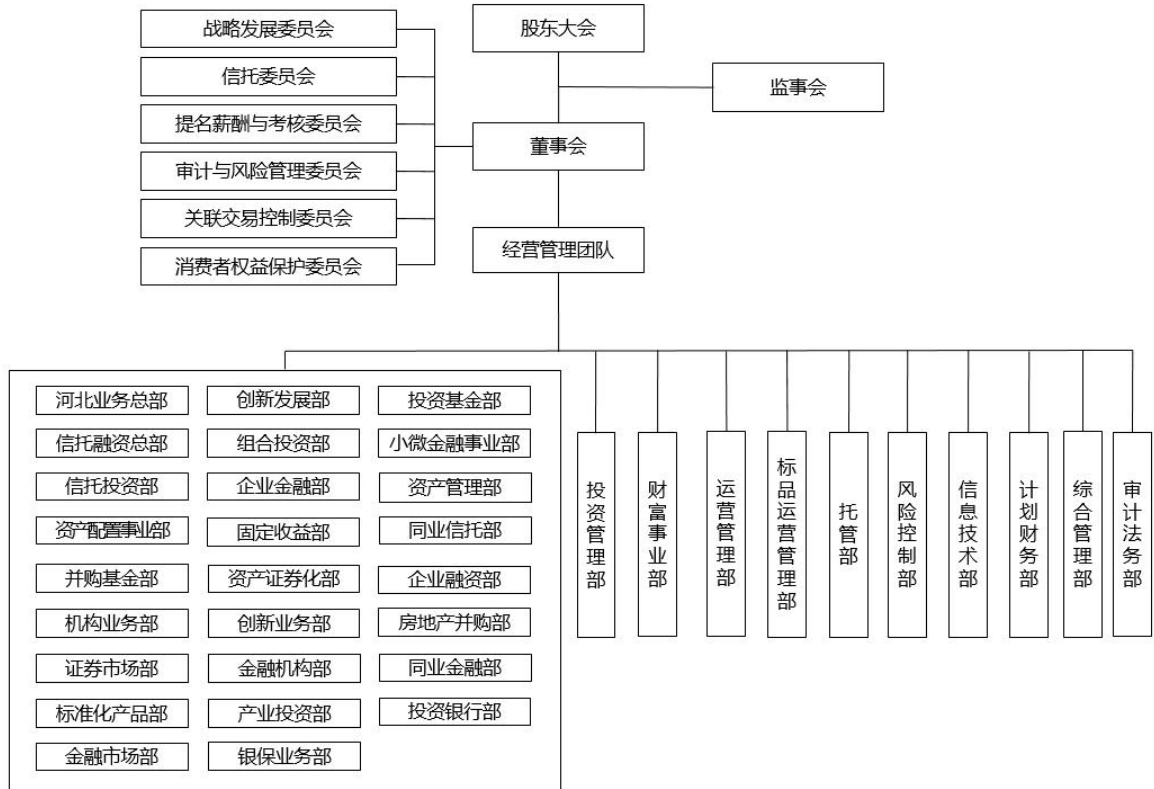 战略发展委员会
信托委员会
提名薪酬与考核委员会
审计与风险管理委员会
关联交易控制委员会
消费者权益保护委员会
股东大会
监事会
董事会
经营管理团队
河北业务总部
创新发展部
投资基金部
信托融资总部
组合投资部
小微金融事业部
信托投资部
企业金融部
资产管理部
资产配置事业部
固定收益部
同业信托部
并购基金部
资产证券化部
企业融资部
机构业务部
创新业务部
房地产并购部
证券市场部
金融机构部
同业金融部
标准化产品部
产业投资部
投资银行部
金融市场部
银保业务部
投资管理部
财富事业部
运营管理部
标品运营管理部
托管部
风险控制部
信息技术部
计划财务部
综合管理部
审计法务部